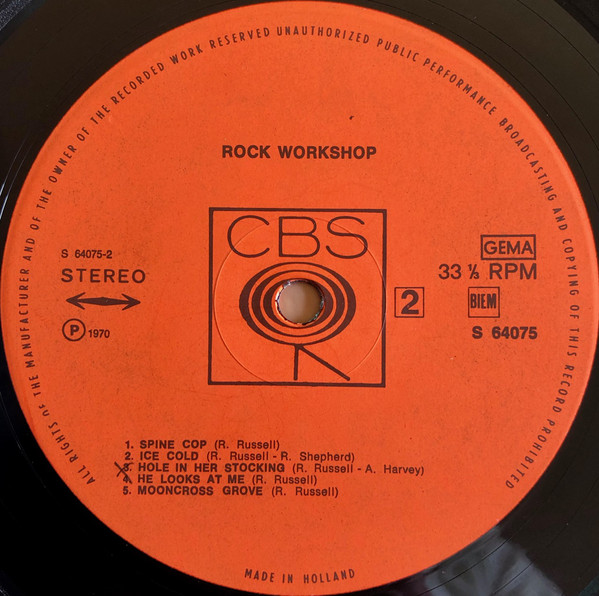 ALL RIGHTS OF THE MANUFACTURER AND OF THE OWNER OF THE RECORDED WORK RESERVED UNAUTHORIZED PUBLIC PERFORMANCE BROADCASTING AND COPYING OF THIS RECORD PROHIBITED
ROCK WORKSHOP
CBS
S 64075-2
STEREO
Ⓟ 1970
2
GEMA
33 ⅓ RPM
BIEM
S 64075
1. SPINE COP (R. Russell)
2. ICE COLD (R. Russell - R. Shepherd)
3. HOLE IN HER STOCKING (R. Russell - A. Harvey)
4. HE LOOKS AT ME (R. Russell)
5. MOONCROSS GROVE (R. Russell)
MADE IN HOLLAND